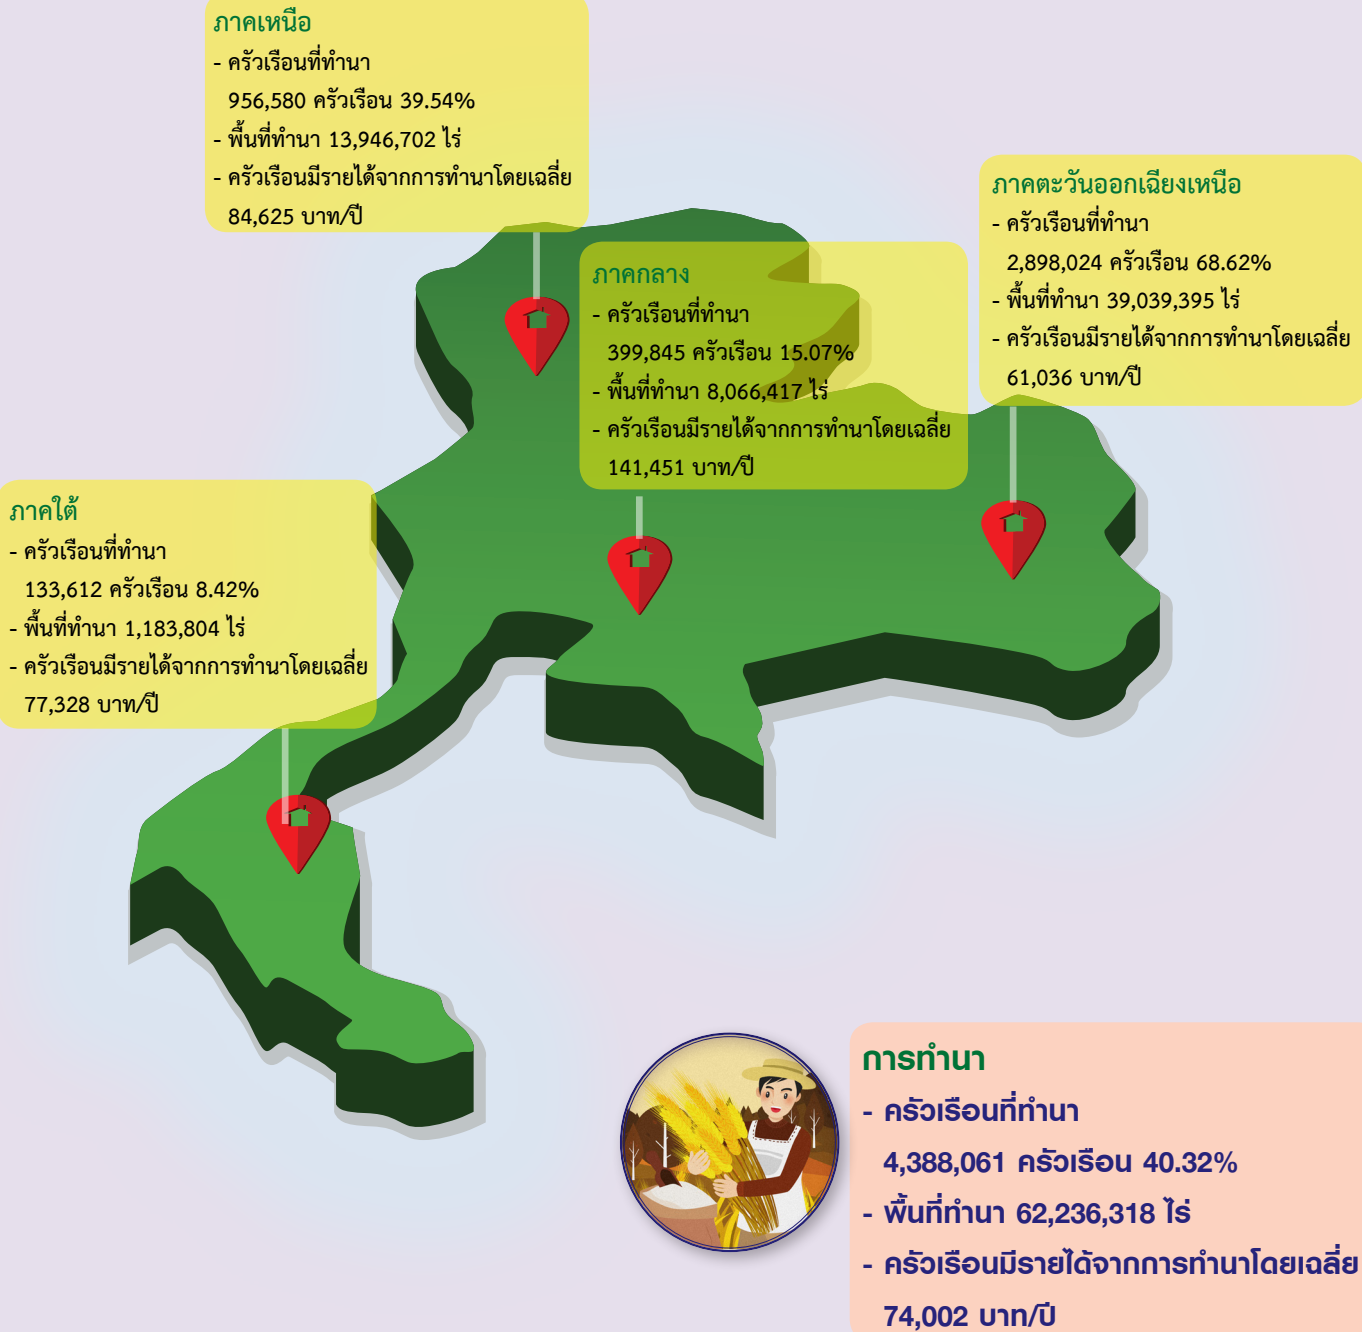 ภาคเหนือ
- ครัวเรือนที่ทำนา
956,580 ครัวเรือน 39.54%
- พื้นที่ทำนา 13,946,702 ไร่
- ครัวเรือนมีรายได้จากการทำนาโดยเฉลี่ย
84,625 บาท/ปี
ภาคตะวันออกเฉียงเหนือ
- ครัวเรือนที่ทำนา
2,898,024 ครัวเรือน 68.62%
- พื้นที่ทำนา 39,039,395 ไร่
- ครัวเรือนมีรายได้จากการทำนาโดยเฉลี่ย
61,036 บาท/ปี
ภาคกลาง
- ครัวเรือนที่ทำนา
399,845 ครัวเรือน 15.07%
- พื้นที่ทำนา 8,066,417 ไร่
- ครัวเรือนมีรายได้จากการทำนาโดยเฉลี่ย
141,451 บาท/ปี
ภาคใต้
- ครัวเรือนที่ทำนา
133,612 ครัวเรือน 8.42%
- พื้นที่ทำนา 1,183,804 ไร่
- ครัวเรือนมีรายได้จากการทำนาโดยเฉลี่ย
77,328 บาท/ปี
การทำนา
- ครัวเรือนที่ทำนา
4,388,061 ครัวเรือน 40.32%
- พื้นที่ทำนา 62,236,318 ไร่
- ครัวเรือนมีรายได้จากการทำนาโดยเฉลี่ย
74,002 บาท/ปี